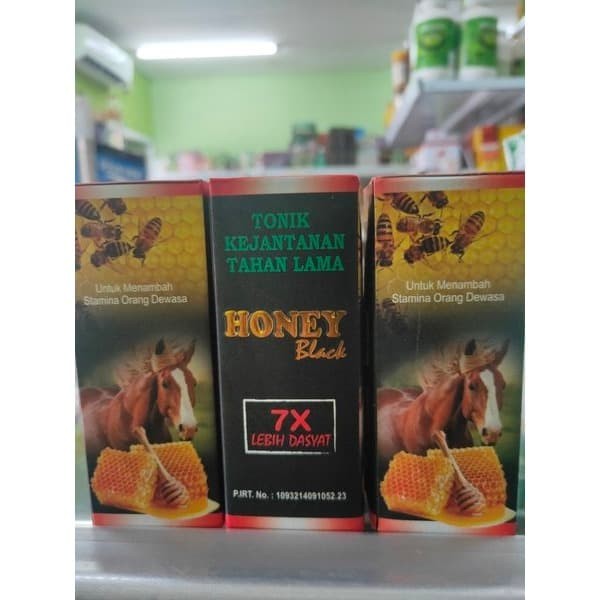 Untuk Menambah
Stamina Orang Dewasa
TONIK
KEJANTANAN
TAHAN LAMA
HONEY
Black
7X
LEBIH DASYAT
P.IRT. No. : 1093214091052.23
Untuk Menambah
Stamina Orang Dewasa